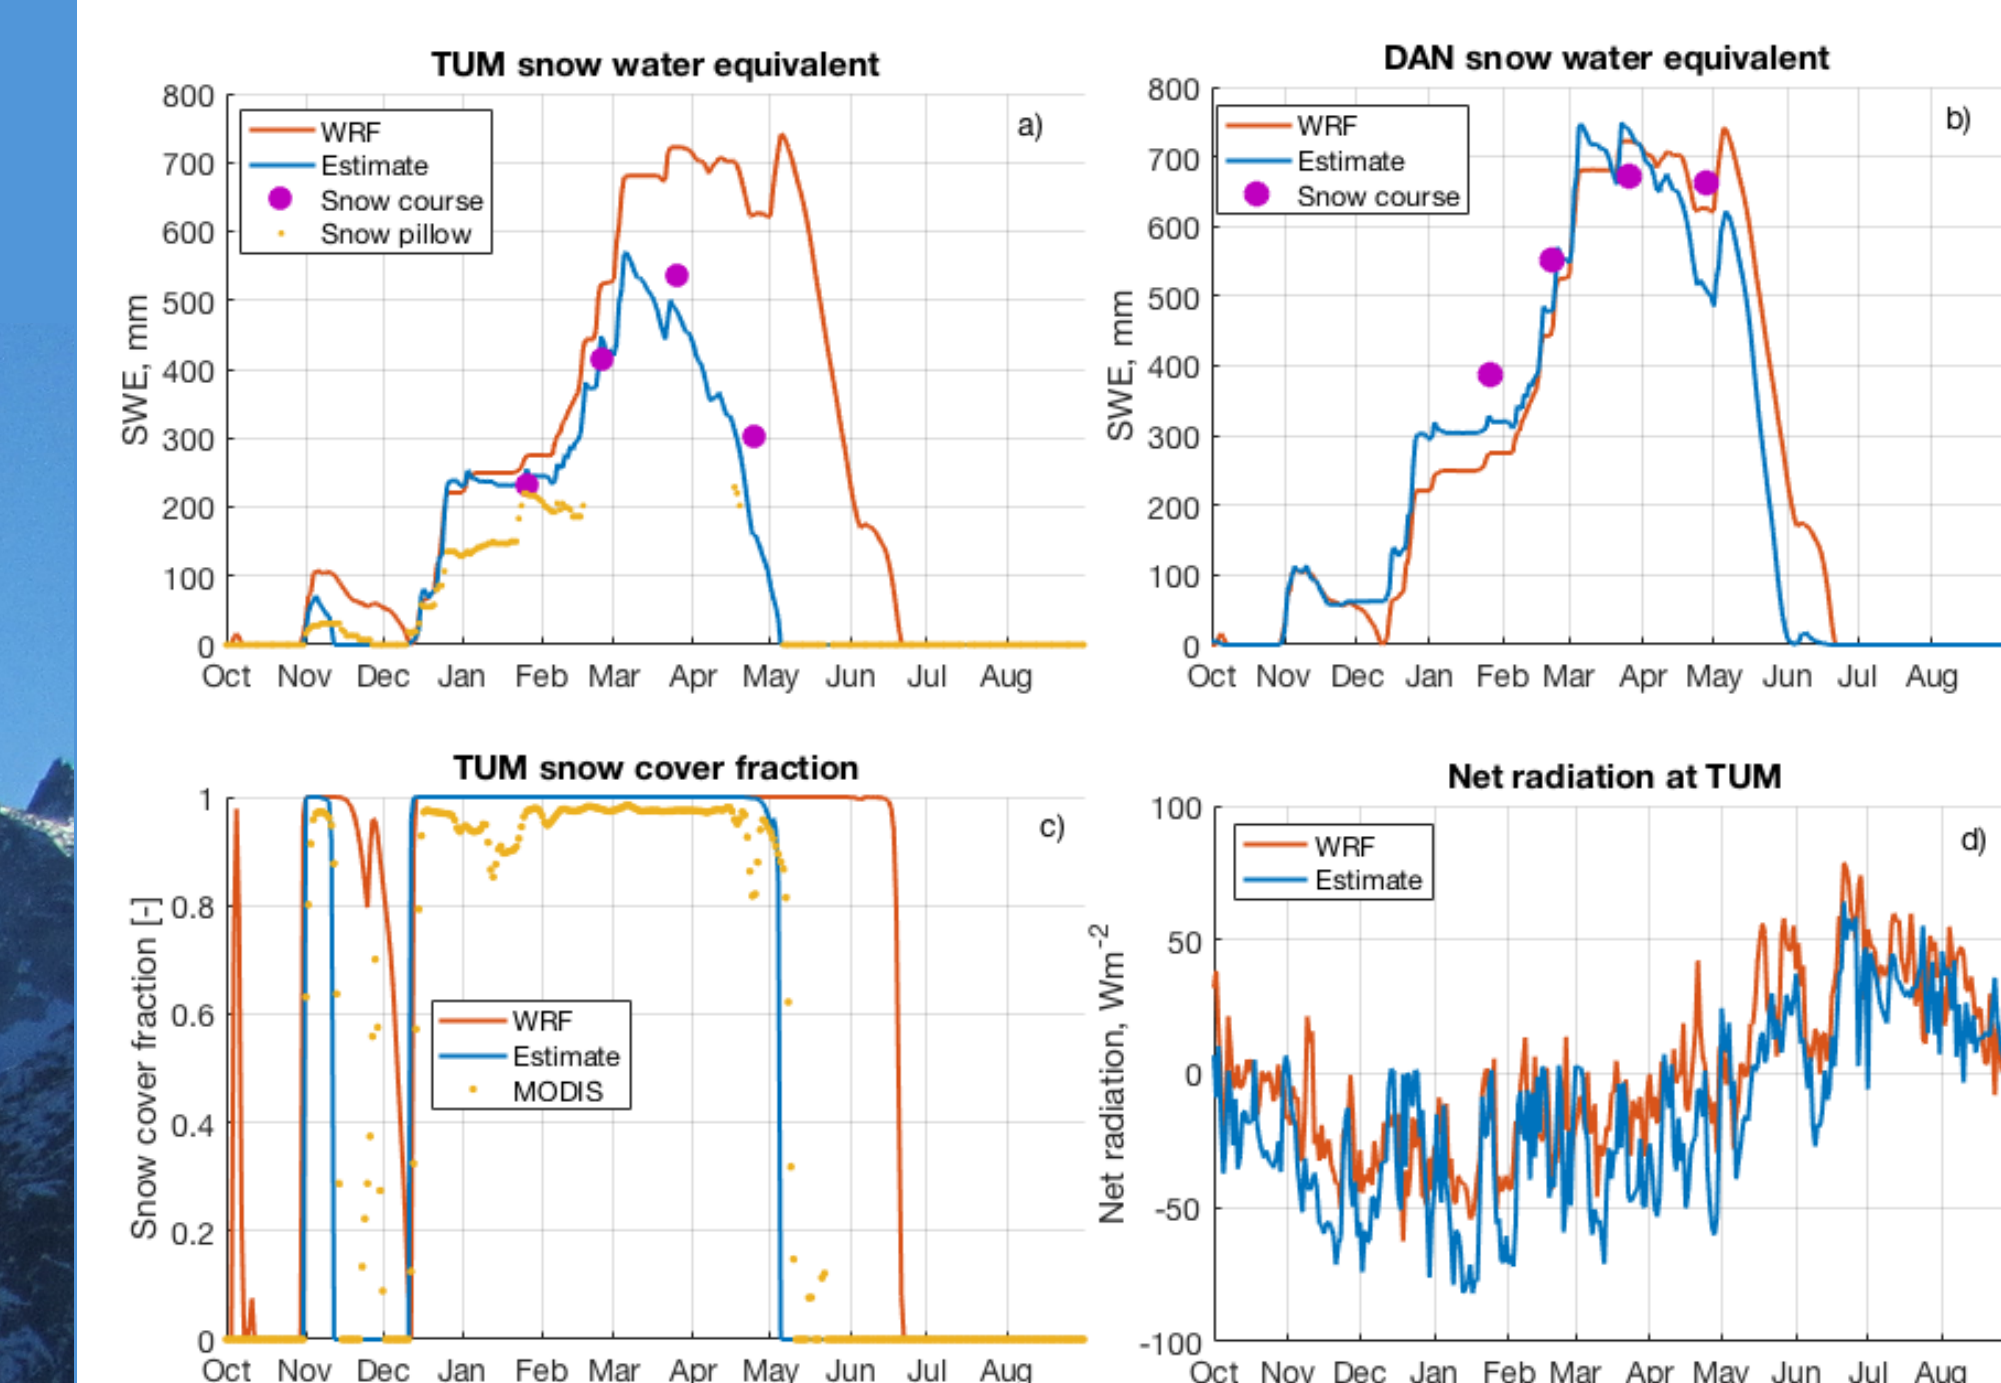 TUM snow water equivalent
800
700
600
500
400
300
200
100
0
SWE, mm
WRF
Estimate
Snow course
Snow pillow
a)
Oct Nov Dec Jan Feb Mar Apr May Jun Jul Aug
DAN snow water equivalent
800
700
600
500
400
300
200
100
0
SWE, mm
WRF
Estimate
Snow course
b)
Oct Nov Dec Jan Feb Mar Apr May Jun Jul Aug
TUM snow cover fraction
1
0.8
0.6
0.4
0.2
0
Snow cover fraction [-]
WRF
Estimate
MODIS
c)
Oct Nov Dec Jan Feb Mar Apr May Jun Jul Aug
Net radiation at TUM
100
50
0
-50
-100
Net radiation, Wm-2
WRF
Estimate
d)
Oct Nov Dec Jan Feb Mar Apr May Jun Jul Aug